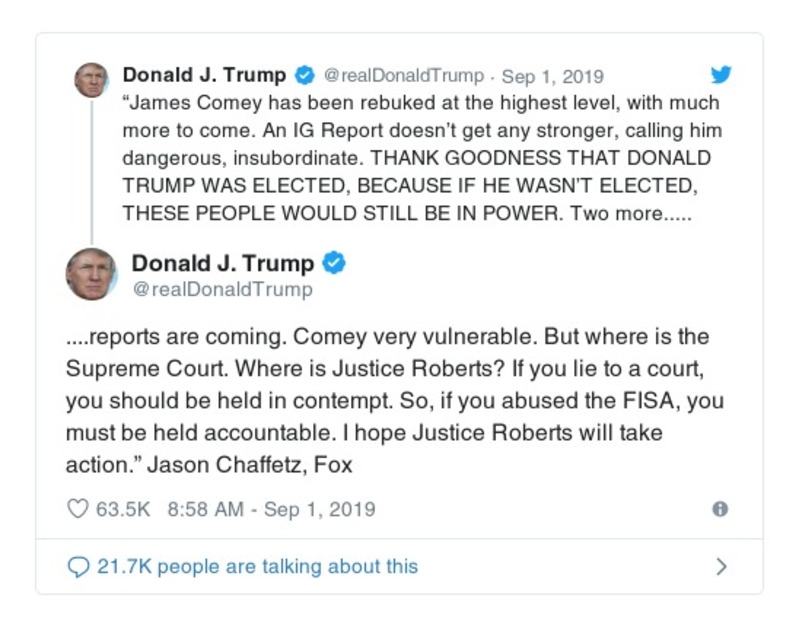 Donald J. Trump @realDonaldTrump · Sep 1, 2019
“James Comey has been rebuked at the highest level, with much
more to come. An IG Report doesn’t get any stronger, calling him
dangerous, insubordinate. THANK GOODNESS THAT DONALD
TRUMP WAS ELECTED, BECAUSE IF HE WASN’T ELECTED,
THESE PEOPLE WOULD STILL BE IN POWER. Two more.....
Donald J. Trump
@realDonaldTrump
....reports are coming. Comey very vulnerable. But where is the
Supreme Court. Where is Justice Roberts? If you lie to a court,
you should be held in contempt. So, if you abused the FISA, you
must be held accountable. I hope Justice Roberts will take
action.” Jason Chaffetz, Fox
63.5K 8:58 AM - Sep 1, 2019
21.7K people are talking about this